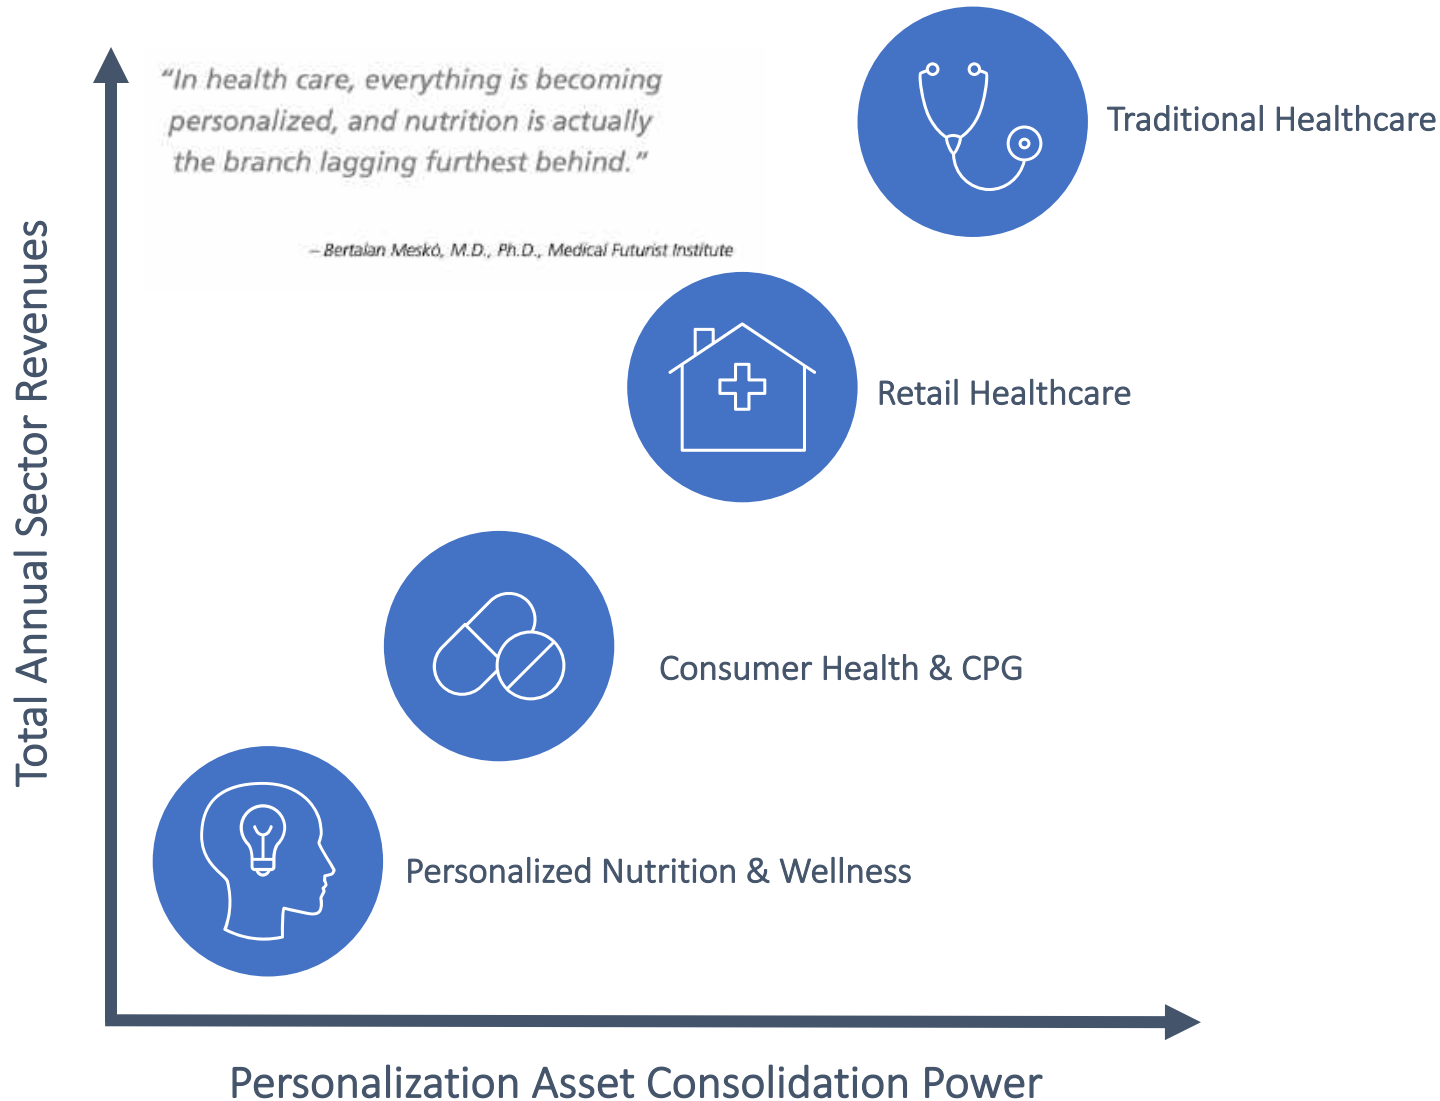 “In health care, everything is becoming
personalized, and nutrition is actually
the branch lagging furthest behind.”
– Bertalan Meskó, M.D., Ph.D., Medical Futurist Institute
Traditional Healthcare
Retail Healthcare
Consumer Health & CPG
Personalized Nutrition & Wellness
Total Annual Sector Revenues
Personalization Asset Consolidation Power